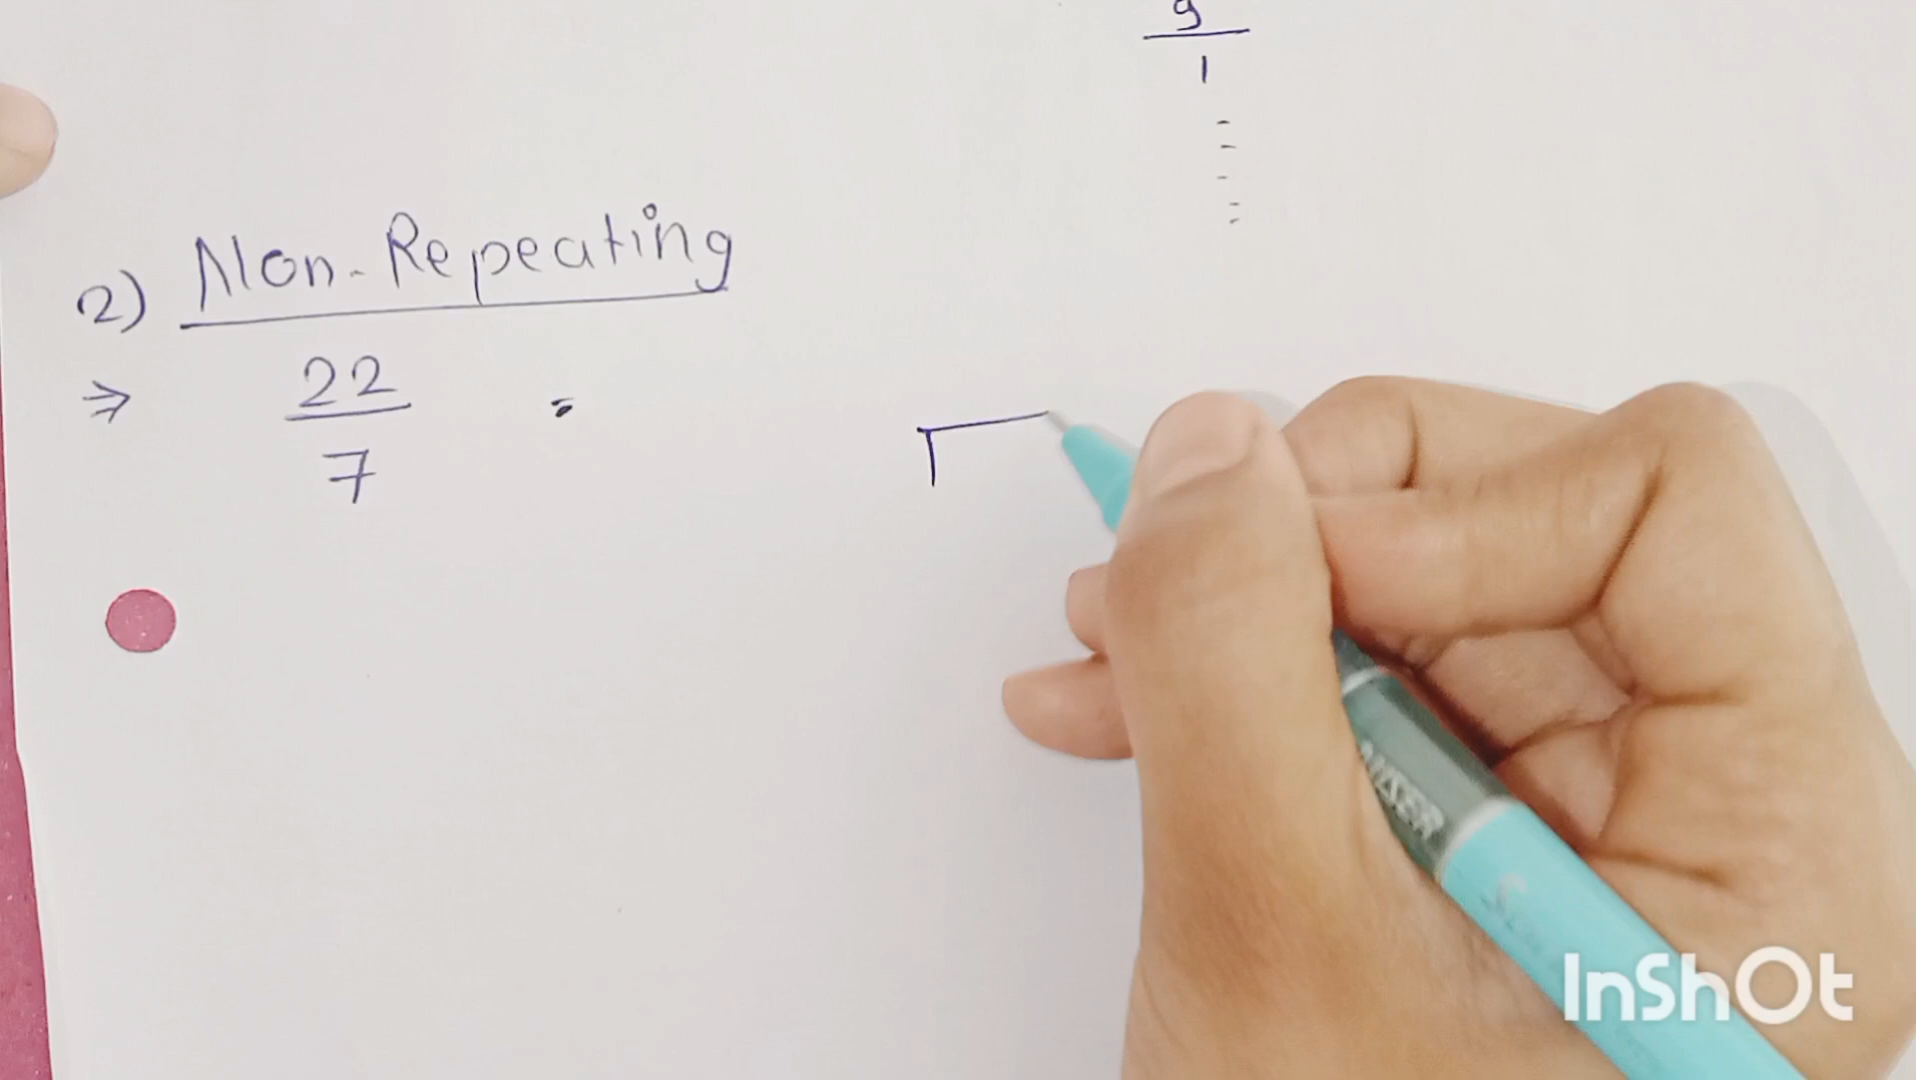 9
1
2) Non-Repeating
⇒ 22/7 =
InShOt